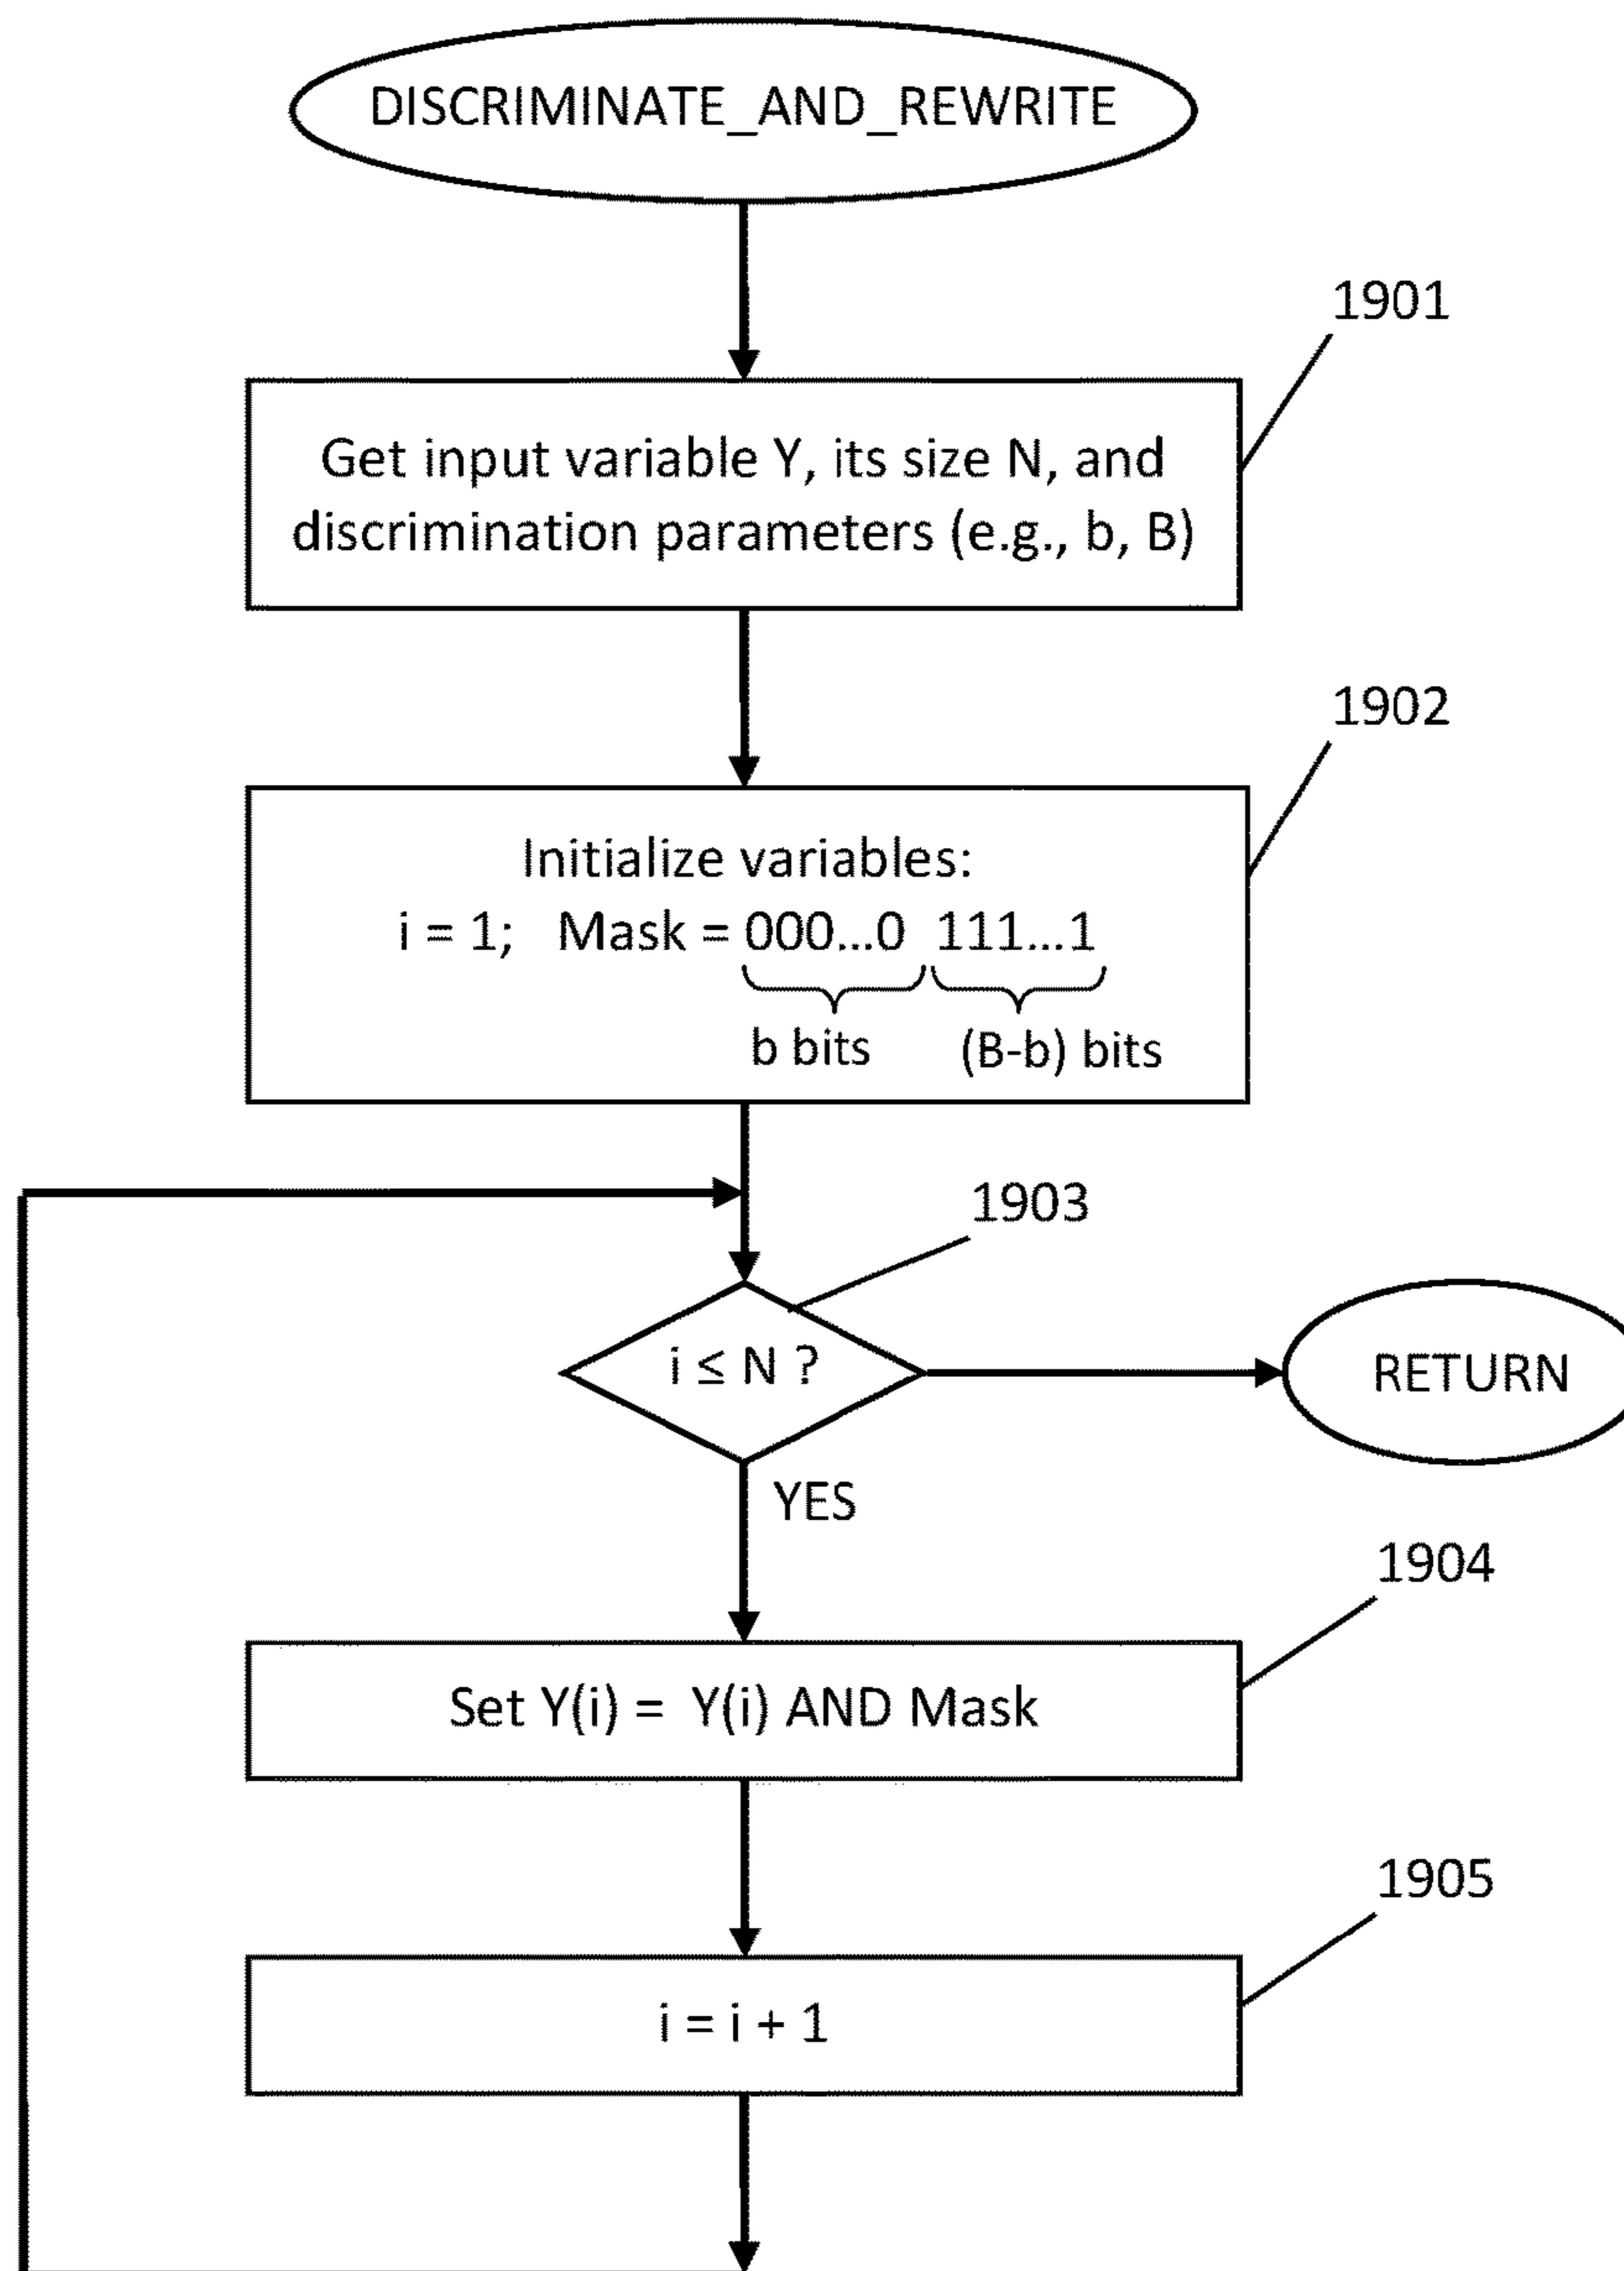 DISCRIMINATE_AND_REWRITE
1901
Get input variable Y, its size N, and
discrimination parameters (e.g., b, B)
1902
Initialize variables:
i = 1; Mask = 000...0 111...1
b bits (B-b) bits
1903
i ≤ N ?
RETURN
YES
1904
Set Y(i) = Y(i) AND Mask
1905
i = i + 1